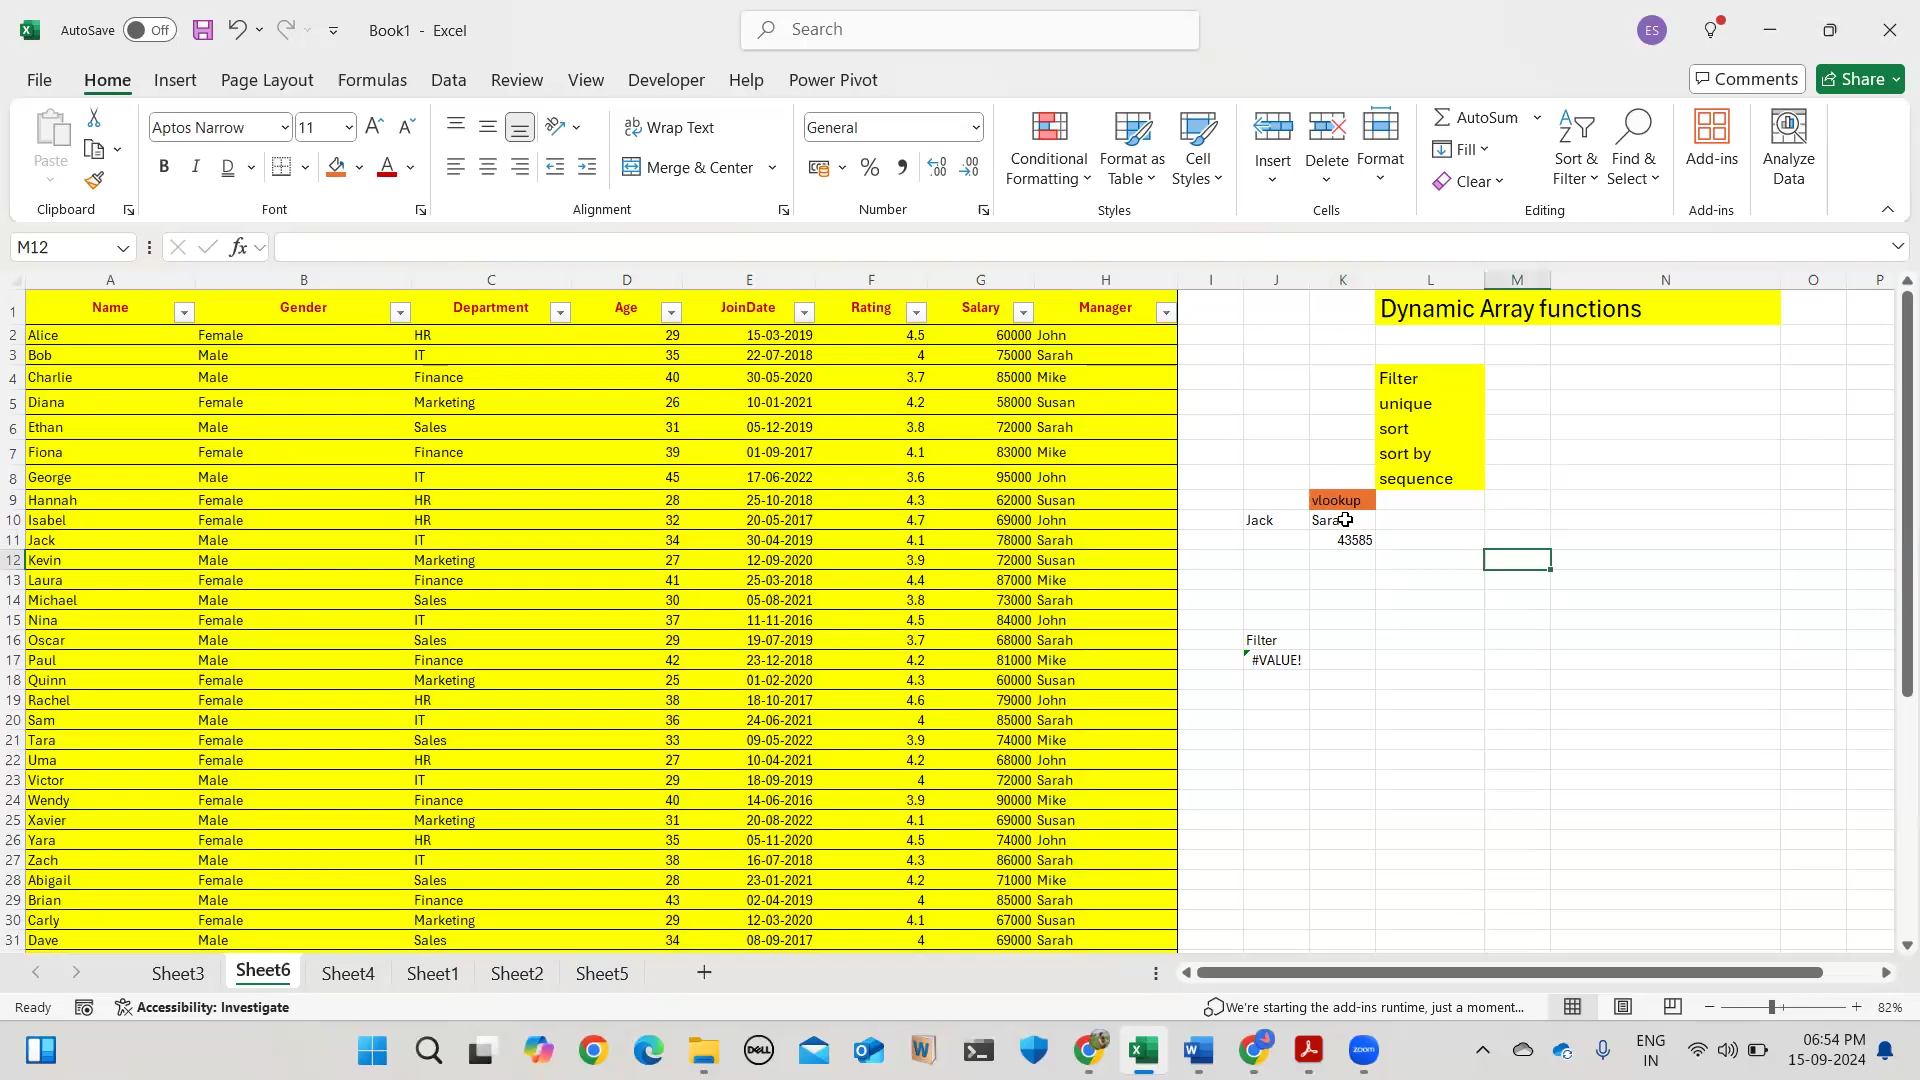 AutoSave Off Book1 - Excel Search ES
File Home Insert Page Layout Formulas Data Review View Developer Help Power Pivot Comments Share
Paste Aptos Narrow 11 Wrap Text General Conditional Formatting Format as Table Cell Styles Insert Delete Format AutoSum Sort & Filter Find & Select Add-ins Analyze Data
B I D Merge & Center % Fill Clear
Clipboard Font Alignment Number Styles Cells Editing Add-ins
M12 fx
A B C D E F G H I J K L M N O P
1 Name Gender Department Age JoinDate Rating Salary Manager Dynamic Array functions
2 Alice Female HR 29 15-03-2019 4.5 60000 John
3 Bob Male IT 35 22-07-2018 4 75000 Sarah
4 Charlie Male Finance 40 30-05-2020 3.7 85000 Mike Filter
5 Diana Female Marketing 26 10-01-2021 4.2 58000 Susan unique
6 Ethan Male Sales 31 05-12-2019 3.8 72000 Sarah sort
7 Fiona Female Finance 39 01-09-2017 4.1 83000 Mike sort by
8 George Male IT 45 17-06-2022 3.6 95000 John sequence
9 Hannah Female HR 28 25-10-2018 4.3 62000 Susan vlookup
10 Isabel Female HR 32 20-05-2017 4.7 69000 John Jack
11 Jack Male IT 34 30-04-2019 4.1 78000 Sarah 43585
12 Kevin Male Marketing 27 12-09-2020 3.9 72000 Susan
13 Laura Female Finance 41 25-03-2018 4.4 87000 Mike
14 Michael Male Sales 30 05-08-2021 3.8 73000 Sarah
15 Nina Female IT 37 11-11-2016 4.5 84000 John
16 Oscar Male Sales 29 19-07-2019 3.7 68000 Sarah Filter
17 Paul Male Finance 42 23-12-2018 4.2 81000 Mike #VALUE!
18 Quinn Female Marketing 25 01-02-2020 4.3 60000 Susan
19 Rachel Female HR 38 18-10-2017 4.6 79000 John
20 Sam Male IT 36 24-06-2021 4 85000 Sarah
21 Tara Female Sales 33 09-05-2022 3.9 74000 Mike
22 Uma Female HR 27 10-04-2021 4.2 68000 John
23 Victor Male IT 29 18-09-2019 4 72000 Sarah
24 Wendy Female Finance 40 14-06-2016 3.9 90000 Mike
25 Xavier Male Marketing 31 20-08-2022 4.1 69000 Susan
26 Yara Female HR 35 05-11-2020 4.5 74000 John
27 Zach Male IT 38 16-07-2018 4.3 86000 Sarah
28 Abigail Female Sales 28 23-01-2021 4.2 71000 Mike
29 Brian Male Finance 43 02-04-2019 4 85000 Sarah
30 Carly Female Marketing 29 12-03-2020 4.1 67000 Susan
31 Dave Male Sales 34 08-09-2017 4 69000 Sarah
Sheet3 Sheet6 Sheet4 Sheet1 Sheet2 Sheet5
Ready Accessibility: Investigate We're starting the add-ins runtime, just a moment... 82%
DELL W zoom ENG IN 06:54 PM 15-09-2024